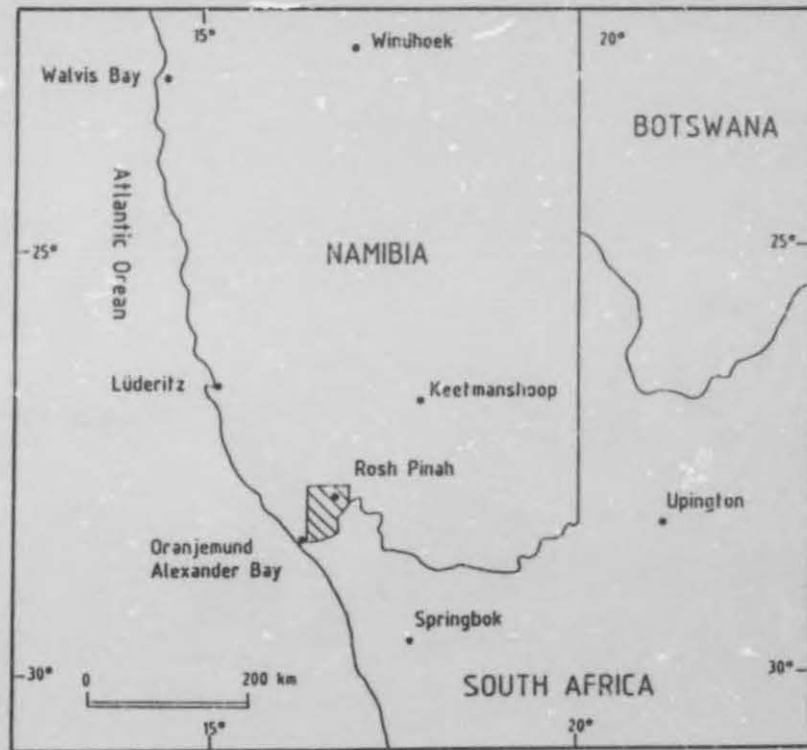 15°
20°
Windhoek
Walvis Bay
BOTSWANA
Atlantic Orean
-25°
NAMIBIA
25°-
Lüderitz
Keetmanshoop
Rosh Pinah
Upington
Oranjemund
Alexander Bay
Springbok
-30°
0 200 km
SOUTH AFRICA
30°-
15°
20°